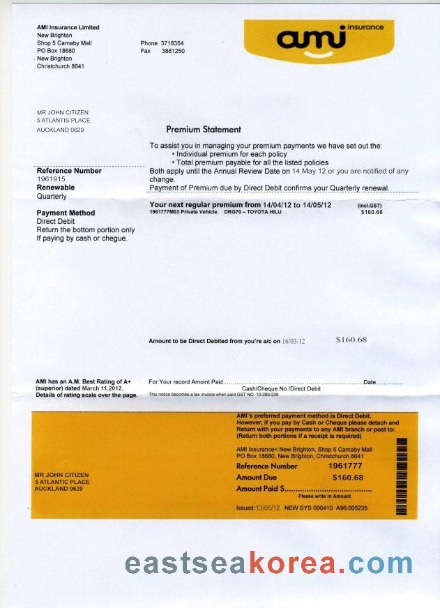 AMI Insurance Limited
New Brighton
Shop 5 Carnaby Mall
PO Box 18680
New Brighton
Christchurch 8641
Phone 3718354
Fax 3881250
ami insurance
MR JOHN CITIZEN
5 ATLANTIS PLACE
AUCKLAND 0629
Premium Statement
To assist you in managing your premium payments we have set out the:
• Individual premium for each policy
• Total premium payable for all the listed policies
Both apply until the Annual Review Date on 14 May 12 or you are notified of any
change.
Payment of Premium due by Direct Debit confirms your Quarterly renewal.
Reference Number
1961915
Renewable
Quarterly
Payment Method
Direct Debit
Return the bottom portion only
If paying by cash or cheque.
Your next regular premium from 14/04/12 to 14/05/12 (incl.GST)
1961777M03 Private Vehicle DRG70 – TOYOTA HILU $160.68
Amount to be Direct Debited from you're a/c on 16/03/12 $160.68
AMI has an A.M. Best Rating of A+
(superior) dated March 11,2012.
Details of rating scale over the page.
For Your record Amoint Paid Date
Cash/Cheque No./Direct Debit
This notice becomes a tax invoice when paid GST NO.
AMI's preferred payment method is Direct Debit.
However, if you pay by Cash or Cheque please detach and
Return with your payments to any AMI branch or post to:
(Return both portions if a receipt is required)
AMI Insurance< New Brighton, Shop 5 Carnaby Mall
PO Box 18680, New Brighton, Christchurch 8641
Reference Number 1961777
Amount Due $160.68
Amount Paid $
Please write in Amount
MR JOHN CITIZEN
5 ATLANTIC PLACE
AUCKLAND 0629
Issued: 13/05/12 NEW SYS 090410 A96:005235
eastseakorea.com